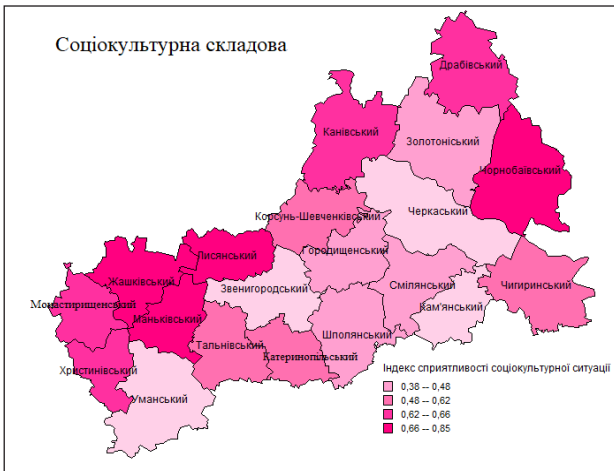 Соціокультурна складова
Драбівський
Канівський
Золотоніський
Чорнобаївський
Корсунь-Шевченківський
Черкаський
Лисянський
Городищенський
Жашківський
Звенигородський
Смілянський
Чигиринський
Монастирищенський
Маньківський
Кам'янський
Тальнівський
Катеринопільський
Шполянський
Христинівський
Уманський
Індекс сприятливості соціокультурної ситуації
0,38 -- 0,48
0,48 -- 0,62
0,62 -- 0,66
0,66 -- 0,85